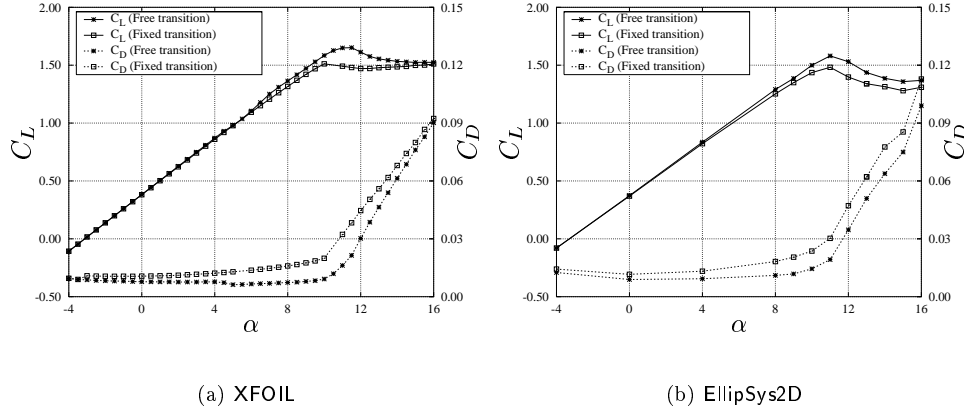 2.00
1.50
1.00
0.50
0.00
-0.50
C_L
C_L (Free transition)
C_L (Fixed transition)
C_D (Free transition)
C_D (Fixed transition)
0.15
0.12
0.09
0.06
0.03
0.00
C_D
-4 0 4 8 12 16
α
(a) XFOIL
2.00
1.50
1.00
0.50
0.00
-0.50
C_L
C_L (Free transition)
C_L (Fixed transition)
C_D (Free transition)
C_D (Fixed transition)
0.15
0.12
0.09
0.06
0.03
0.00
C_D
-4 0 4 8 12 16
α
(b) EllipSys2D